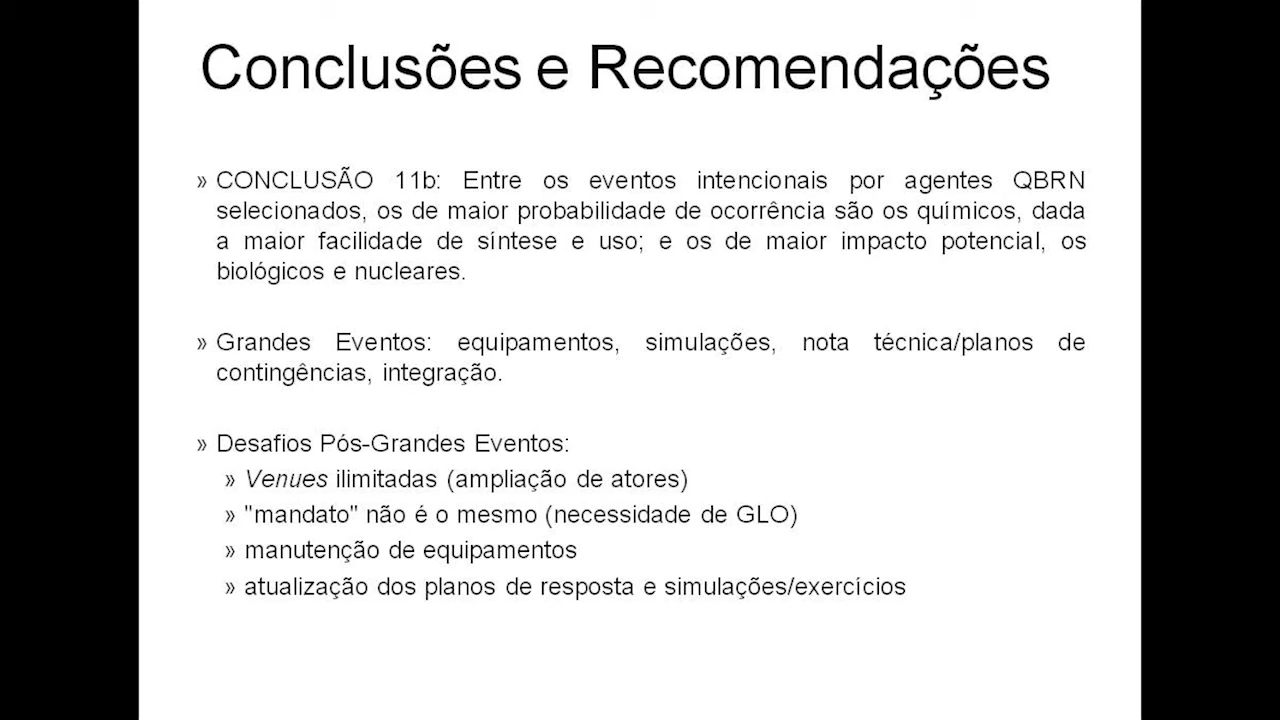 Conclusões e Recomendações
» CONCLUSÃO 11b: Entre os eventos intencionais por agentes QBRN
selecionados, os de maior probabilidade de ocorrência são os químicos, dada
a maior facilidade de síntese e uso; e os de maior impacto potencial, os
biológicos e nucleares.
» Grandes Eventos: equipamentos, simulações, nota técnica/planos de
contingências, integração.
» Desafios Pós-Grandes Eventos:
» Venues ilimitadas (ampliação de atores)
» "mandato" não é o mesmo (necessidade de GLO)
» manutenção de equipamentos
» atualização dos planos de resposta e simulações/exercícios